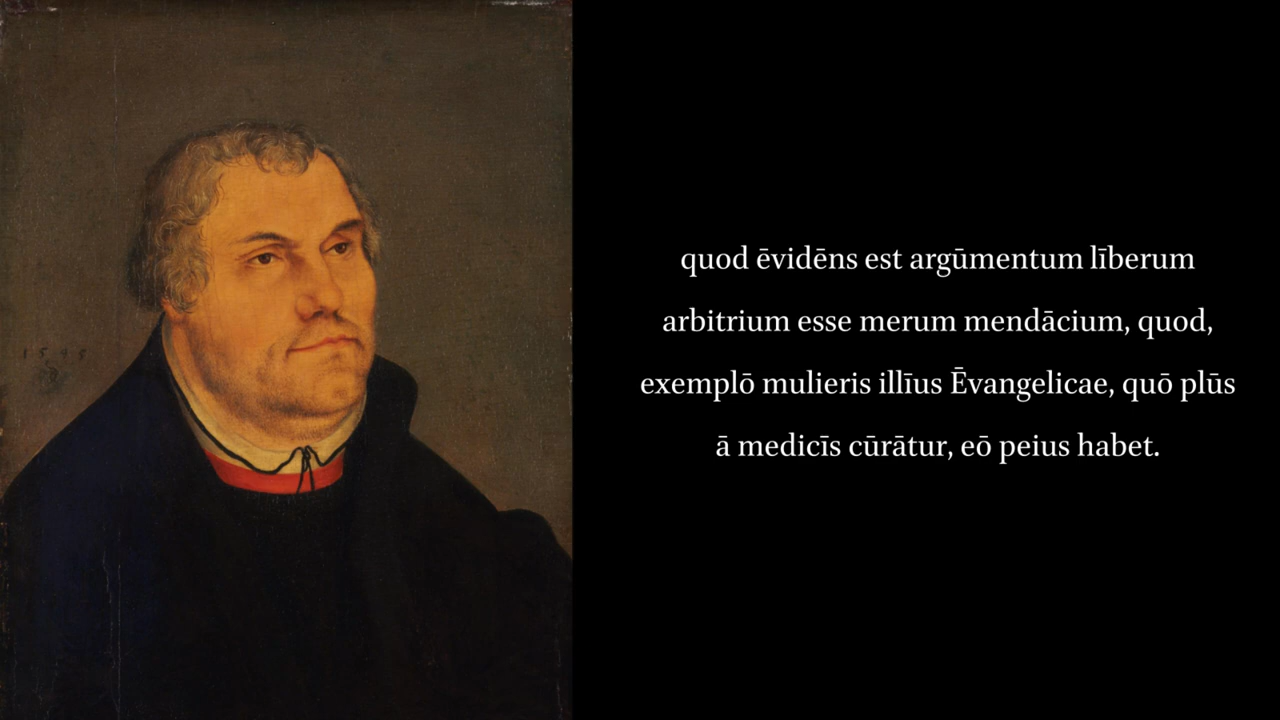 quod ēvidēns est argūmentum līberum
arbitrium esse merum mendācium, quod,
exemplō mulieris illīus Ēvangelicae, quō plūs
ā medicīs cūrātur, eō peius habet.